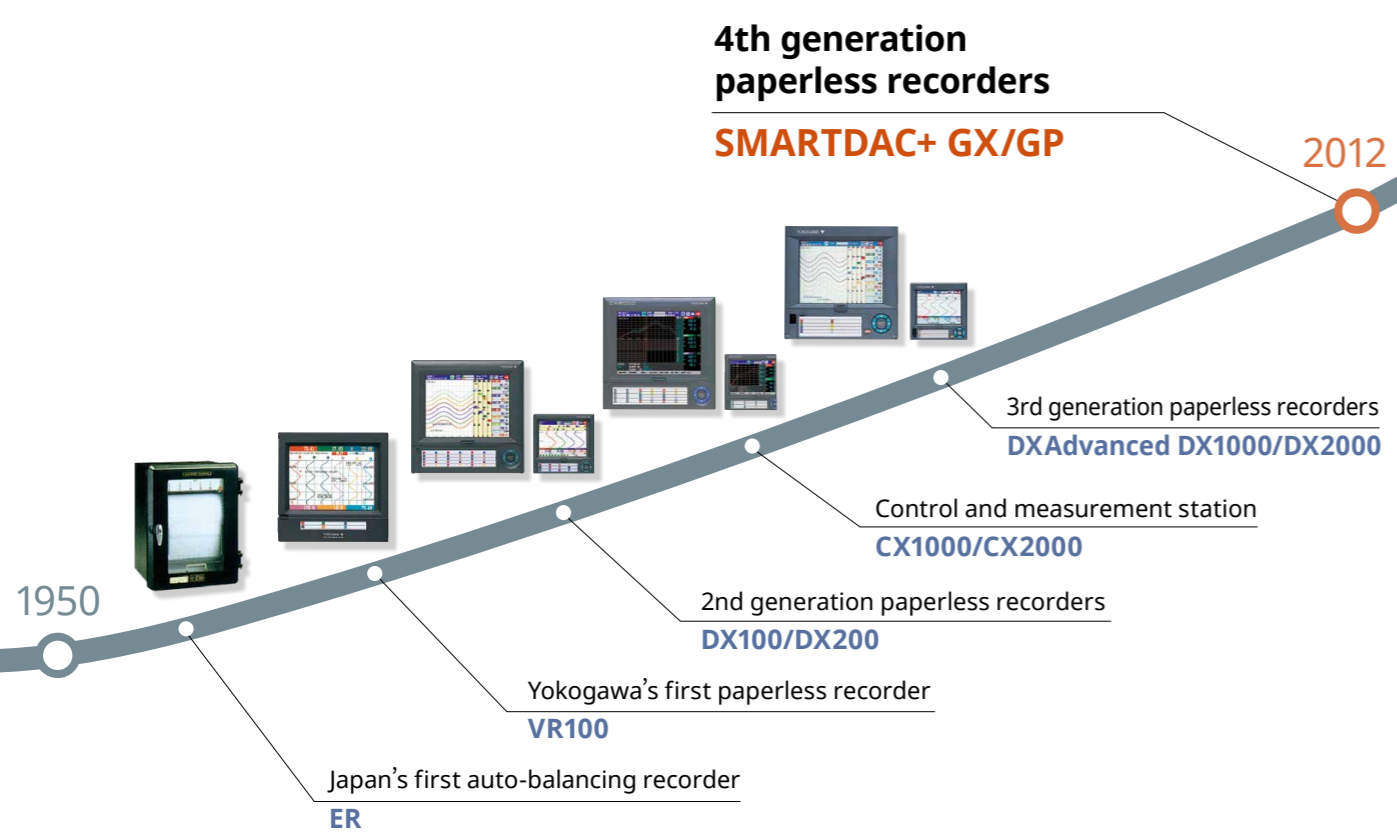 4th generation
paperless recorders
SMARTDAC+ GX/GP
2012
3rd generation paperless recorders
DXAdvanced DX1000/DX2000
Control and measurement station
CX1000/CX2000
1950
2nd generation paperless recorders
DX100/DX200
Yokogawa’s first paperless recorder
VR100
Japan’s first auto-balancing recorder
ER